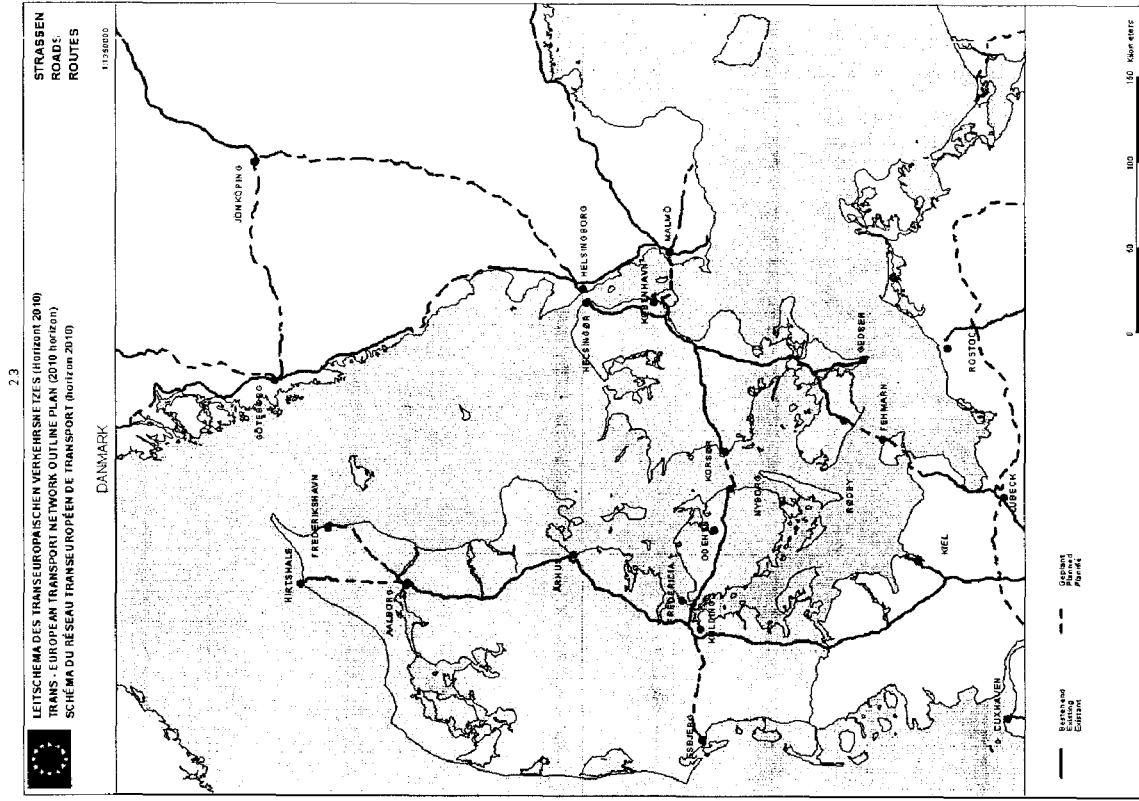 2.3
LEITSCHEMA DES TRANSEUROPÄISCHEN VERKEHRSNETZES (Horizont 2010)
TRANS-EUROPEAN TRANSPORT NETWORK OUTLINE PLAN (2010 horizon)
SCHÉMA DU RÉSEAU TRANSEUROPÉEN DE TRANSPORT (horizon 2010)
STRASSEN
ROADS
ROUTES
DANMARK
JÖNKÖPING
GÖTEBORG
HIRTSHALS
FREDERIKSHAVN
AALBORG
ÅRHUS
HELSINGBORG
HELSINGØR
KØBENHAVN
MALMÖ
FREDERICIA
KOLDING
ODENSE
NYBORG
KORSØR
ESBJERG
RØDBY
GEDSER
FEHMARN
ROSTOCK
KIEL
LÜBECK
CUXHAVEN
Bestehend
Existing
Existant
Geplant
Planned
Planifié
0 50 100 150 Kilometers